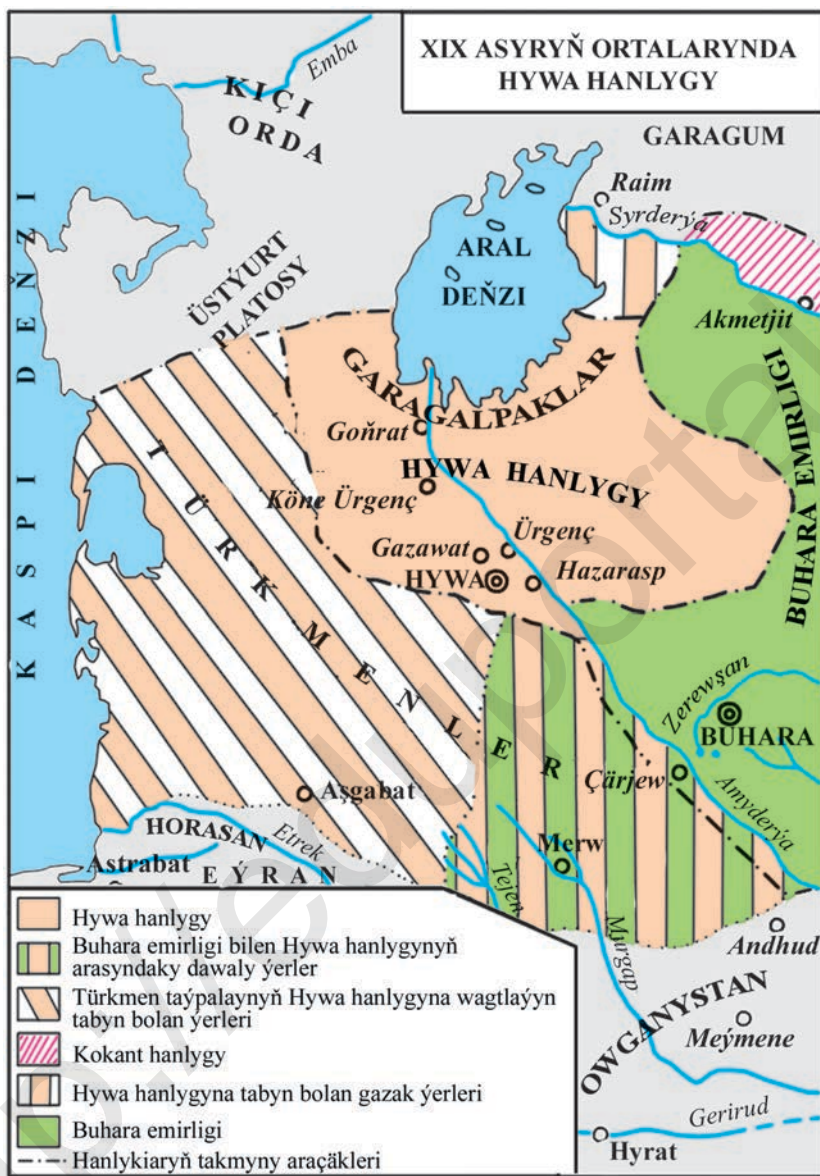 XIX ASYRYŇ ORTALARYNDA
HYWA HANLYGY
Emba
KIÇI
ORDA
GARAGUM
Raim
Syrderýa
ARAL
DEŇZI
ÜSTÝURT
PLATOSY
Akmetjit
KASPI DEŇZI
GARAGALPAKLAR
Goňrat
HYWA HANLYGY
BUHARA EMIRLIGI
Köne Ürgenç
Ürgenç
Gazawat
HYWA
Hazarasp
TÜRKMENLER
Zerewşan
BUHARA
Çärjew
Amyderýa
Aşgabat
HORASAN
Etrek
Astrabat
EÝRAN
Merw
Tejen
Murgap
Andhud
OWGANYSTAN
Meýmene
Gerirud
Hyrat
Hywa hanlygy
Buhara emirligi bilen Hywa hanlygynyň
arasyndaky dawaly ýerler
Türkmen taýpalaynyň Hywa hanlygyna wagtlaýyn
tabyn bolan ýerleri
Kokant hanlygy
Hywa hanlygyna tabyn bolan gazak ýerleri
Buhara emirligi
Hanlykiaryň takmyny araçäkleri